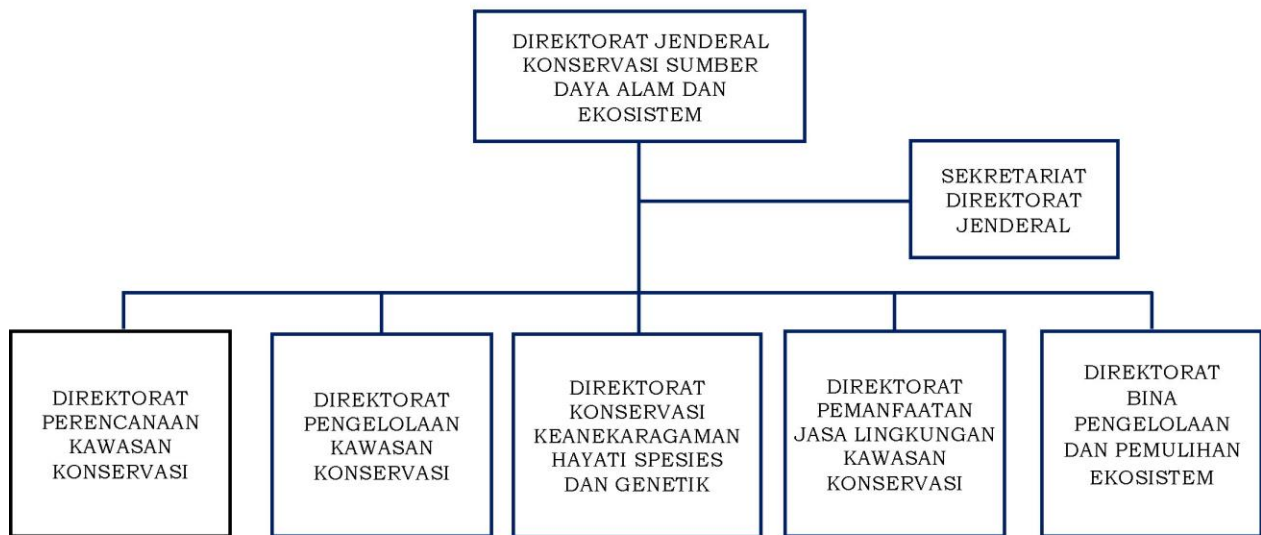 DIREKTORAT JENDERAL
KONSERVASI SUMBER
DAYA ALAM DAN
EKOSISTEM
SEKRETARIAT
DIREKTORAT
JENDERAL
DIREKTORAT
PERENCANAAN
KAWASAN
KONSERVASI
DIREKTORAT
PENGELOLAAN
KAWASAN
KONSERVASI
DIREKTORAT
KONSERVASI
KEANEKARAGAMAN
HAYATI SPESIES
DAN GENETIK
DIREKTORAT
PEMANFAATAN
JASA LINGKUNGAN
KAWASAN
KONSERVASI
DIREKTORAT
BINA
PENGELOLAAN
DAN PEMULIHAN
EKOSISTEM